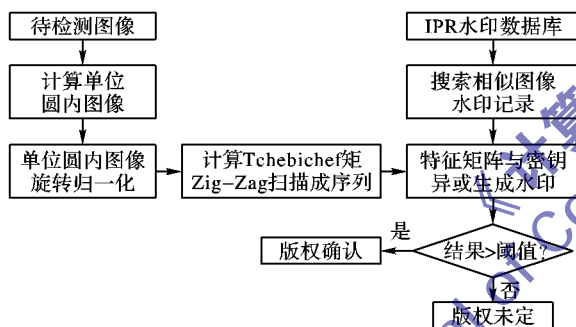 待检测图像
计算单位
圆内图像
单位圆内图像
旋转归一化
计算Tchebichef矩
Zig-Zag扫描成序列
IPR水印数据库
搜索相似图像
水印记录
特征矩阵与密钥
异或生成水印
结果>阈值?
是
版权确认
否
版权未定
《计算
of Co